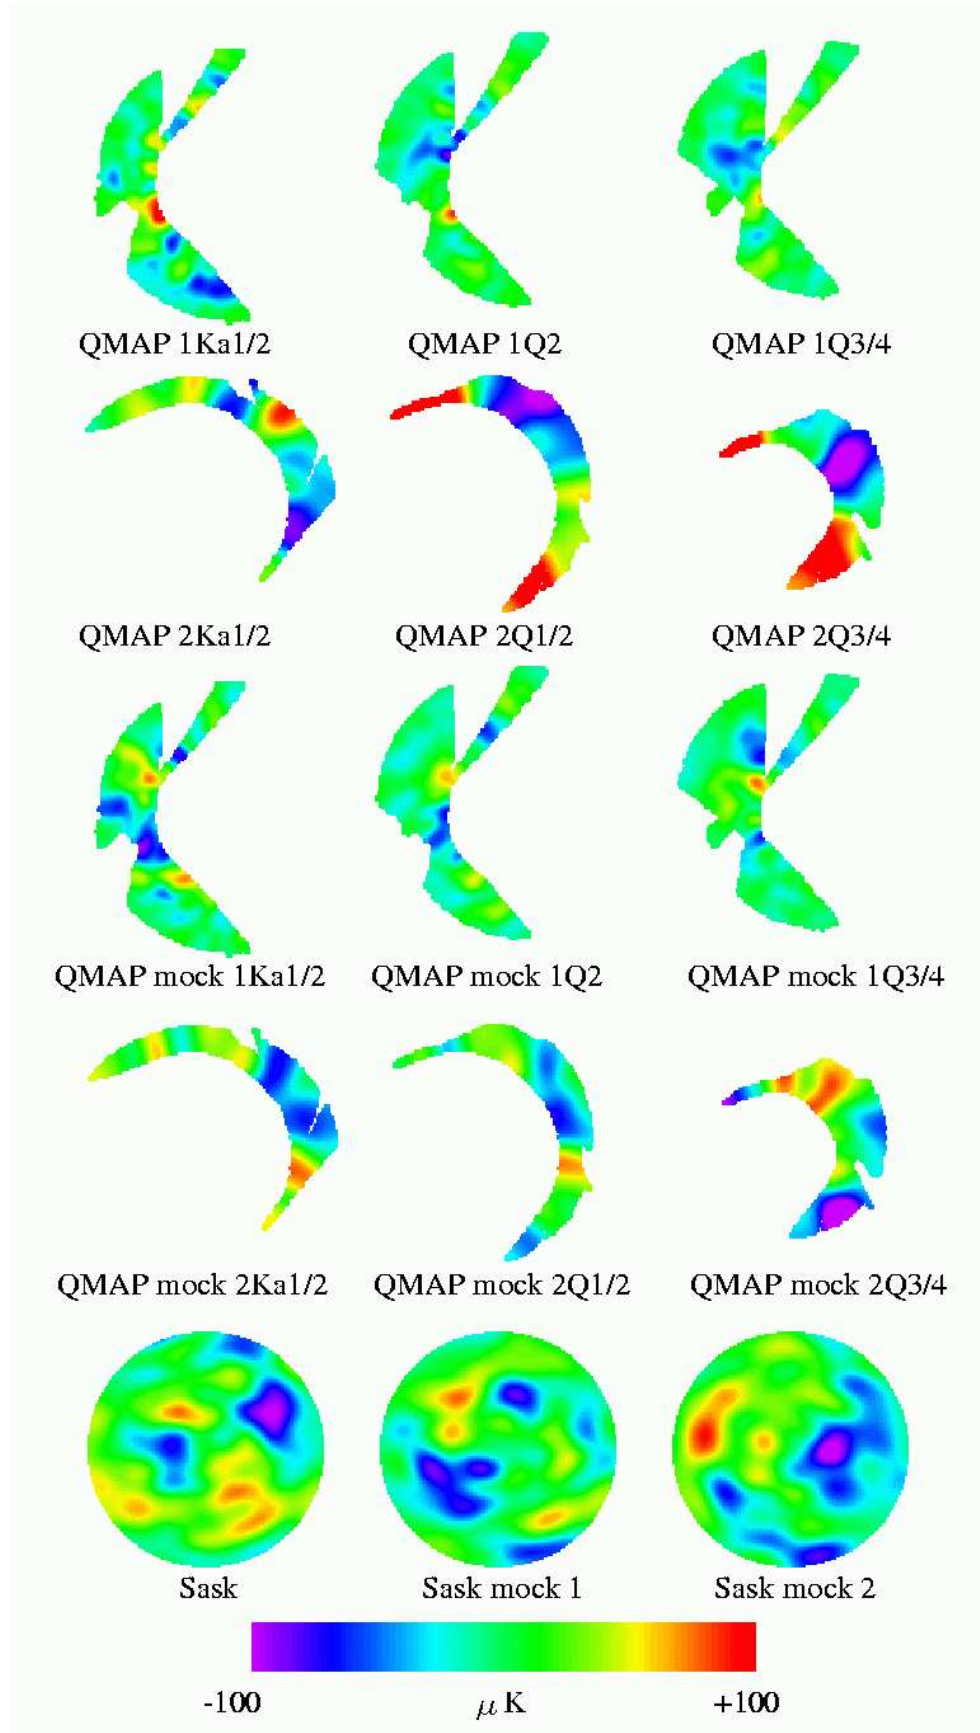 QMAP 1Ka1/2 QMAP 1Q2 QMAP 1Q3/4
QMAP 2Ka1/2 QMAP 2Q1/2 QMAP 2Q3/4
QMAP mock 1Ka1/2 QMAP mock 1Q2 QMAP mock 1Q3/4
QMAP mock 2Ka1/2 QMAP mock 2Q1/2 QMAP mock 2Q3/4
Sask Sask mock 1 Sask mock 2
-100 μ K +100